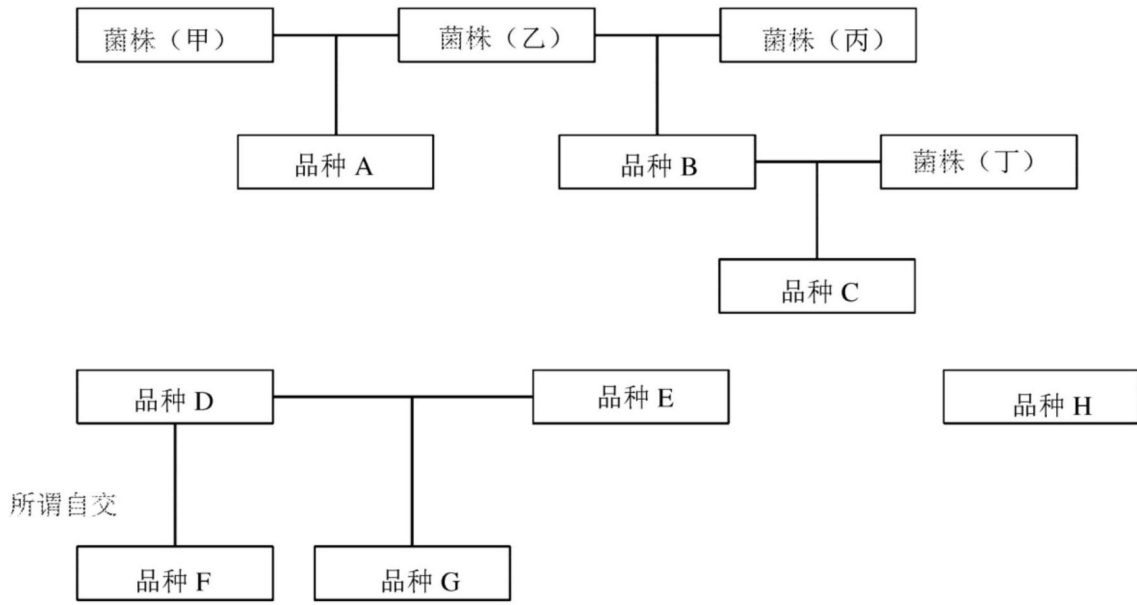 菌株（甲）
菌株（乙）
菌株（丙）
品种 A
品种 B
菌株（丁）
品种 C
品种 D
品种 E
品种 H
所谓自交
品种 F
品种 G